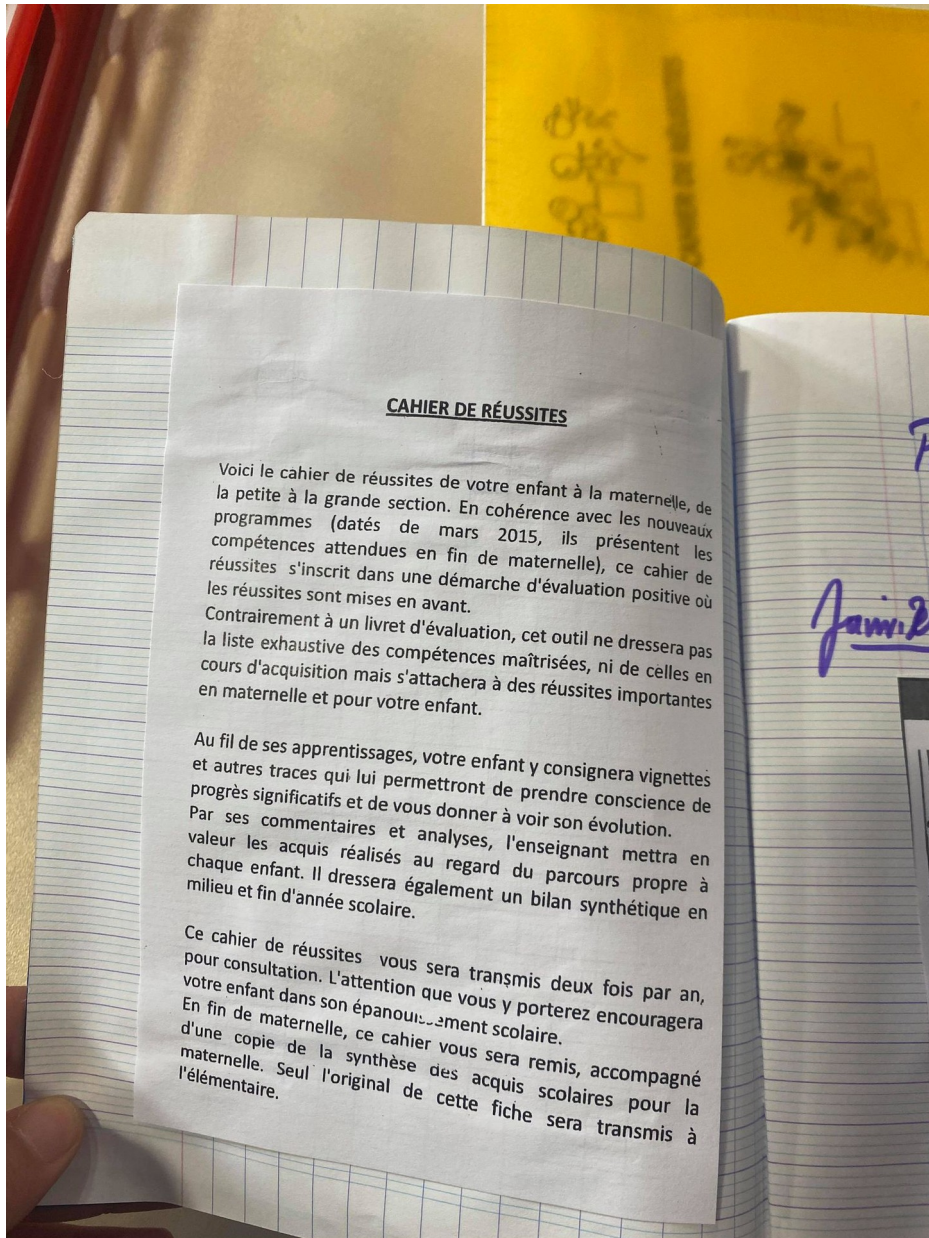 CAHIER DE RÉUSSITES
Voici le cahier de réussites de votre enfant à la maternelle, de
la petite à la grande section. En cohérence avec les nouveaux
programmes (datés de mars 2015, ils présentent les
compétences attendues en fin de maternelle), ce cahier de
réussites s'inscrit dans une démarche d'évaluation positive où
les réussites sont mises en avant.
Contrairement à un livret d'évaluation, cet outil ne dressera pas
la liste exhaustive des compétences maîtrisées, ni de celles en
cours d'acquisition mais s'attachera à des réussites importantes
en maternelle et pour votre enfant.
Au fil de ses apprentissages, votre enfant y consignera vignettes
et autres traces qui lui permettront de prendre conscience de
progrès significatifs et de vous donner à voir son évolution.
Par ses commentaires et analyses, l'enseignant mettra en
valeur les acquis réalisés au regard du parcours propre à
chaque enfant. Il dressera également un bilan synthétique en
milieu et fin d'année scolaire.
Ce cahier de réussites vous sera transmis deux fois par an,
pour consultation. L'attention que vous y porterez encouragera
votre enfant dans son épanouissement scolaire.
En fin de maternelle, ce cahier vous sera remis, accompagné
d'une copie de la synthèse des acquis scolaires pour la
maternelle. Seul l'original de cette fiche sera transmis à
l'élémentaire.